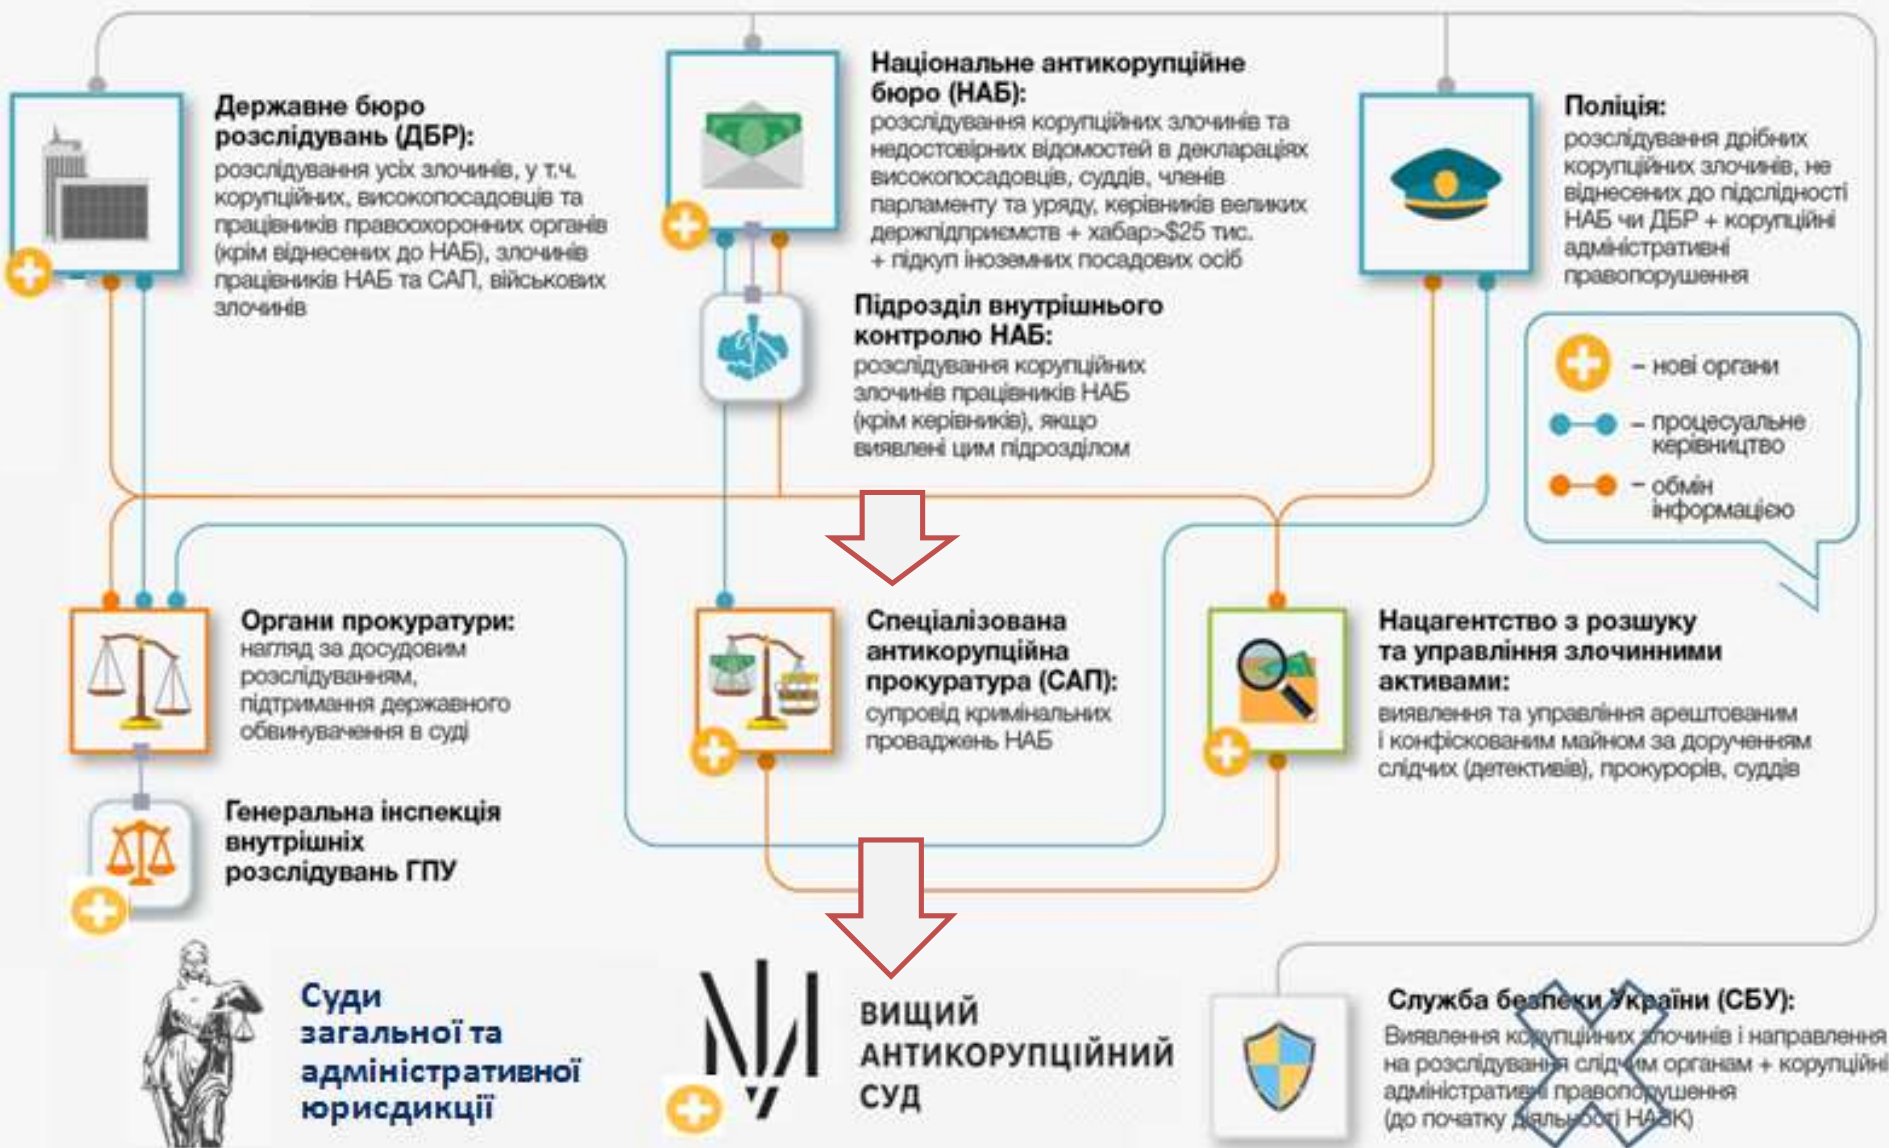 Державне бюро
розслідувань (ДБР):
розслідування усіх злочинів, у т.ч.
корупційних, високопосадовців та
працівників правоохоронних органів
(крім віднесених до НАБ), злочинів
працівників НАБ та САП, військових
злочинів
Національне антикорупційне
бюро (НАБ):
розслідування корупційних злочинів та
недостовірних відомостей в деклараціях
високопосадовців, суддів, членів
парламенту та уряду, керівників великих
держпідприємств + хабар>$25 тис.
+ підкуп іноземних посадових осіб
Підрозділ внутрішнього
контролю НАБ:
розслідування корупційних
злочинів працівників НАБ
(крім керівників), якщо
виявлені цим підрозділом
Поліція:
розслідування дрібних
корупційних злочинів, не
віднесених до підслідності
НАБ чи ДБР + корупційні
адміністративні
правопорушення
– нові органи
– процесуальне
керівництво
– обмін
інформацією
Органи прокуратури:
нагляд за досудовим
розслідуванням,
підтримання державного
обвинувачення в суді
Генеральна інспекція
внутрішніх
розслідувань ГПУ
Спеціалізована
антикорупційна
прокуратура (САП):
супровід кримінальних
проваджень НАБ
Нацагентство з розшуку
та управління злочинними
активами:
виявлення та управління арештованим
і конфіскованим майном за дорученням
слідчих (детективів), прокурорів, суддів
Суди
загальної та
адміністративної
юрисдикції
ВИЩИЙ
АНТИКОРУПЦІЙНИЙ
СУД
Служба безпеки України (СБУ):
Виявлення корупційних злочинів і направлення
на розслідування слідчим органам + корупційні
адміністративні правопорушення
(до початку діяльності НАЗК)